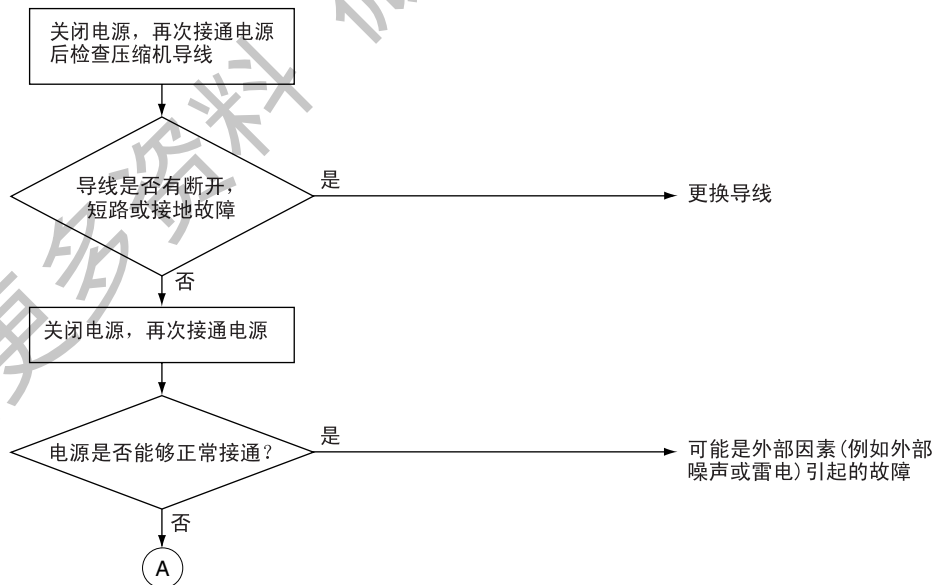 关闭电源，再次接通电源
后检查压缩机导线
导线是否有断开，
短路或接地故障
是
更换导线
否
关闭电源，再次接通电源
电源是否能够正常接通？
是
可能是外部因素(例如外部
噪声或雷电)引起的故障
否
A
更多资料